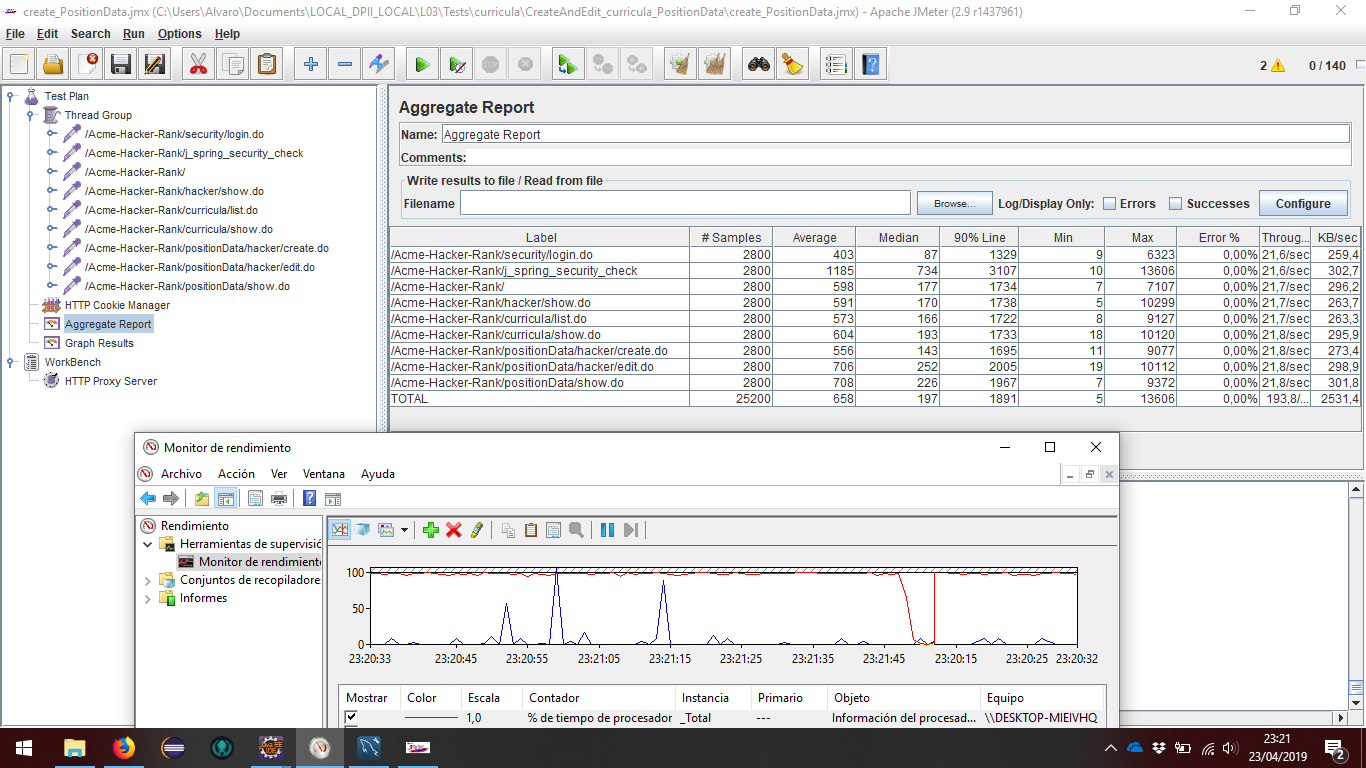 create_PositionData.jmx (C:\Users\Alvaro\Documents\LOCAL_DPII_LOCAL\L03\Tests\curricula\CreateAndEdit_curricula_PositionData\create_PositionData.jmx) - Apache JMeter (2.9 r1437961)
File Edit Search Run Options Help
2 0 / 140
Test Plan
Thread Group
/Acme-Hacker-Rank/security/login.do
/Acme-Hacker-Rank/j_spring_security_check
/Acme-Hacker-Rank/
/Acme-Hacker-Rank/hacker/show.do
/Acme-Hacker-Rank/curricula/list.do
/Acme-Hacker-Rank/curricula/show.do
/Acme-Hacker-Rank/positionData/hacker/create.do
/Acme-Hacker-Rank/positionData/hacker/edit.do
/Acme-Hacker-Rank/positionData/show.do
HTTP Cookie Manager
Aggregate Report
Graph Results
WorkBench
HTTP Proxy Server
Aggregate Report
Name: Aggregate Report
Comments:
Write results to file / Read from file
Filename Browse... Log/Display Only: Errors Successes Configure
Label # Samples Average Median 90% Line Min Max Error % Throug... KB/sec
/Acme-Hacker-Rank/security/login.do 2800 403 87 1329 9 6323 0,00% 21,6/sec 259,4
/Acme-Hacker-Rank/j_spring_security_check 2800 1185 734 3107 10 13606 0,00% 21,6/sec 302,7
/Acme-Hacker-Rank/ 2800 598 177 1734 7 7107 0,00% 21,7/sec 296,2
/Acme-Hacker-Rank/hacker/show.do 2800 591 170 1738 5 10299 0,00% 21,7/sec 263,7
/Acme-Hacker-Rank/curricula/list.do 2800 573 166 1722 8 9127 0,00% 21,7/sec 263,3
/Acme-Hacker-Rank/curricula/show.do 2800 604 193 1733 18 10120 0,00% 21,8/sec 295,9
/Acme-Hacker-Rank/positionData/hacker/create.do 2800 556 143 1695 11 9077 0,00% 21,8/sec 273,4
/Acme-Hacker-Rank/positionData/hacker/edit.do 2800 706 252 2005 19 10112 0,00% 21,8/sec 298,9
/Acme-Hacker-Rank/positionData/show.do 2800 708 226 1967 7 9372 0,00% 21,8/sec 301,8
TOTAL 25200 658 197 1891 5 13606 0,00% 193,8/... 2531,4
Monitor de rendimiento
Archivo Acción Ver Ventana Ayuda
Rendimiento
Herramientas de supervisió
Monitor de rendimient
Conjuntos de recopiladore
Informes
100
50
0
23:20:33 23:20:45 23:20:55 23:21:05 23:21:15 23:21:25 23:21:35 23:21:45 23:20:15 23:20:25 23:20:32
Mostrar Color Escala Contador Instancia Primario Objeto Equipo
1,0 % de tiempo de procesador _Total --- Información del procesad... \\DESKTOP-MIEIVHQ
23:21
23/04/2019
2